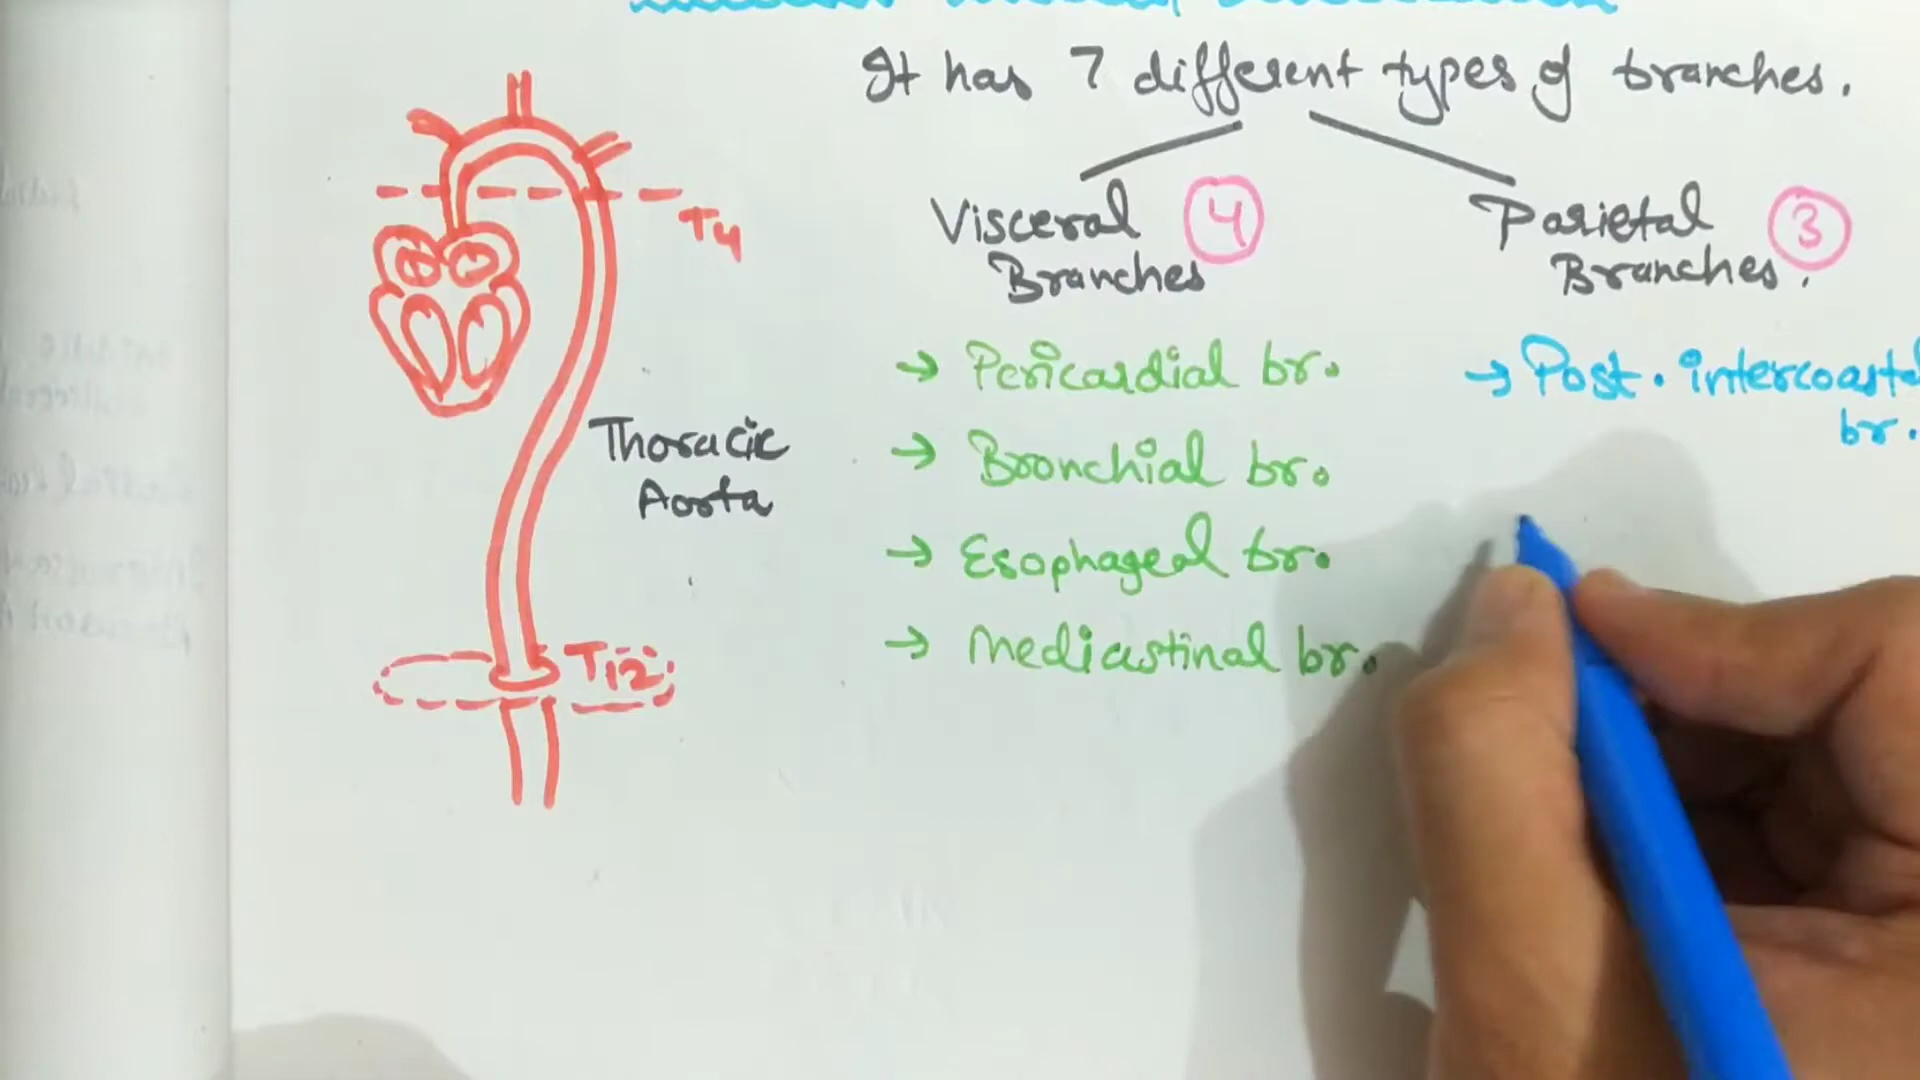 It has 7 different types of branches.
Visceral 4
Branches
Parietal 3
Branches.
→ Pericardial br.
→ Bronchial br.
→ Esophageal br.
→ Mediastinal br.
→ Post. intercoastal
br.
T4
Thoracic
Aorta
T12